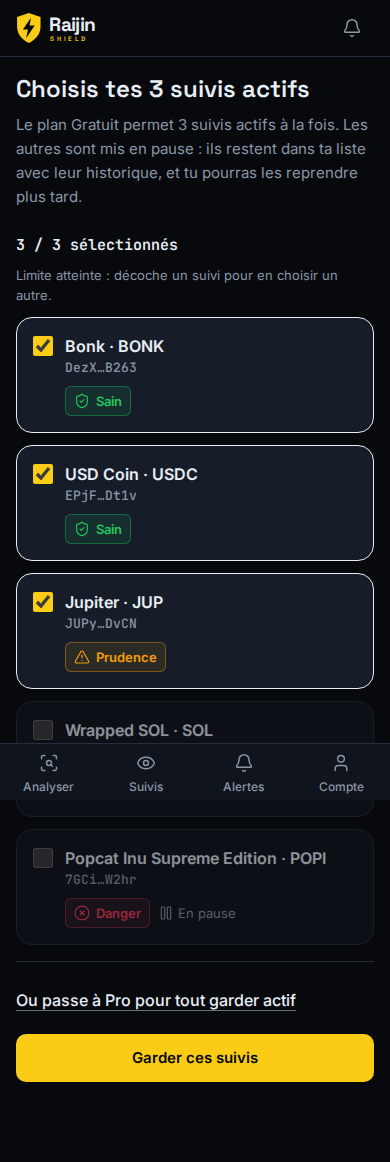 Raijin
SHIELD
Choisis tes 3 suivis actifs
Le plan Gratuit permet 3 suivis actifs à la fois. Les
autres sont mis en pause : ils restent dans ta liste
avec leur historique, et tu pourras les reprendre
plus tard.
3 / 3 sélectionnés
Limite atteinte : décoche un suivi pour en choisir un
autre.
Bonk · BONK
DezX…B263
Sain
USD Coin · USDC
EPjF…Dt1v
Sain
Jupiter · JUP
JUPy…DvCN
Prudence
Wrapped SOL · SOL
Analyser
Suivis
Alertes
Compte
Popcat Inu Supreme Edition · POPI
7GCi…W2hr
Danger
En pause
Ou passe à Pro pour tout garder actif
Garder ces suivis